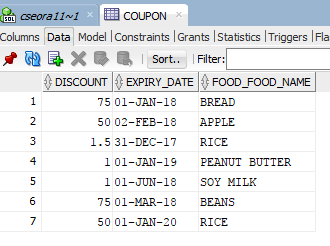 cseora11~1 COUPON
Columns Data Model Constraints Grants Statistics Triggers Fla
Sort.. Filter:
DISCOUNT EXPIRY_DATE FOOD_FOOD_NAME
1 75 01-JAN-18 BREAD
2 50 02-FEB-18 APPLE
3 1.5 31-DEC-17 RICE
4 1 01-JAN-19 PEANUT BUTTER
5 1 01-JUN-18 SOY MILK
6 75 01-MAR-18 BEANS
7 50 01-JAN-20 RICE